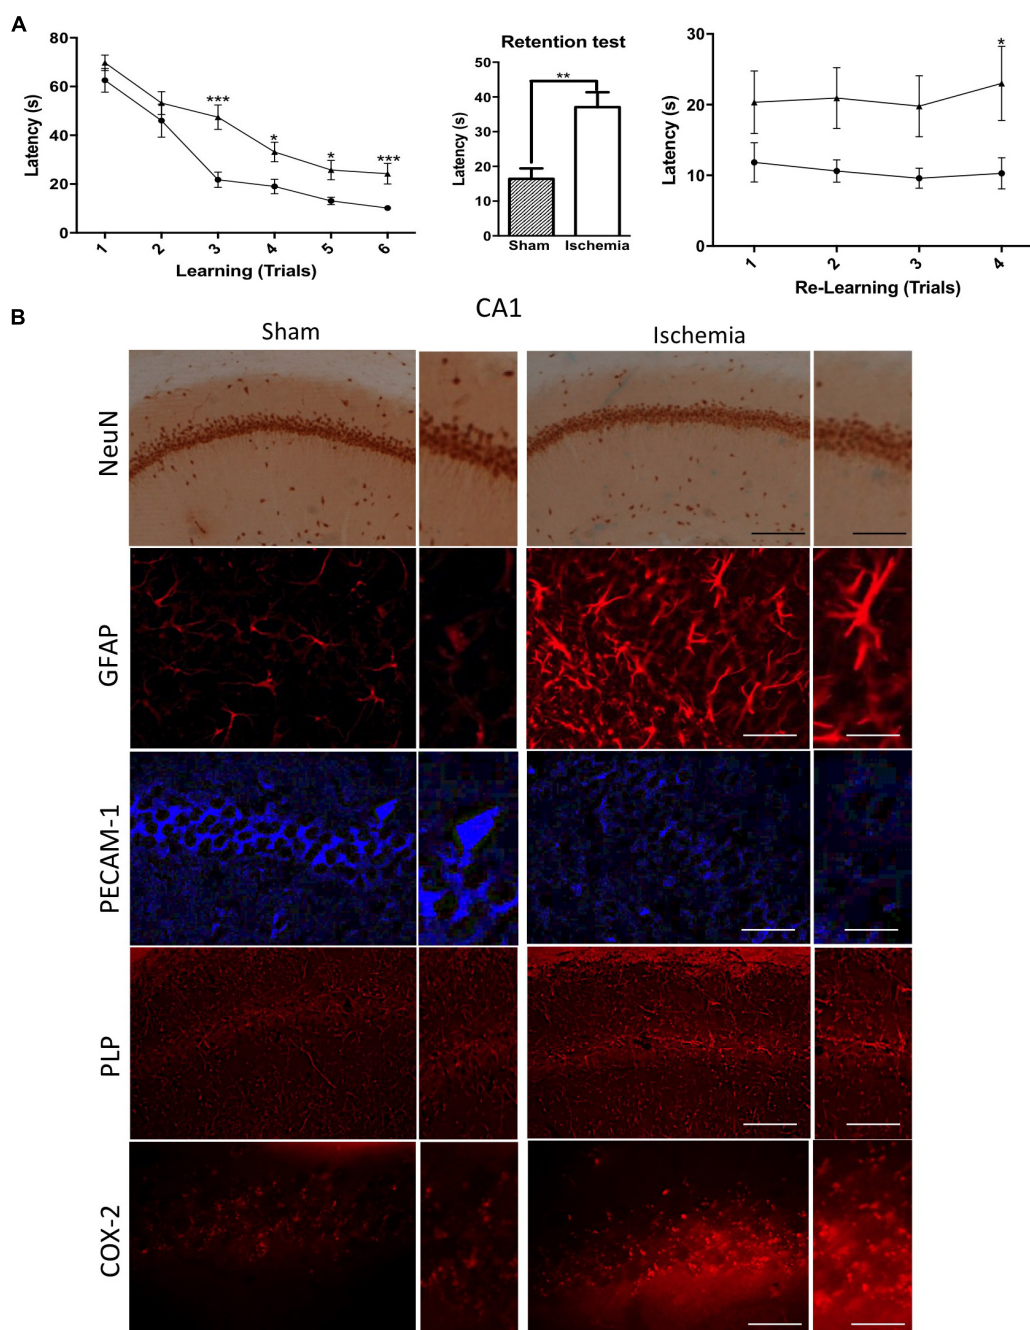 A
Latency (s)
80
60
40
20
0
***
*
*
***
1 2 3 4 5 6
Learning (Trials)
Retention test
Latency (s)
50
40
30
20
10
0
**
Sham Ischemia
Latency (s)
30
20
10
0
*
1 2 3 4
Re-Learning (Trials)
B
CA1
Sham Ischemia
NeuN
GFAP
PECAM-1
PLP
COX-2